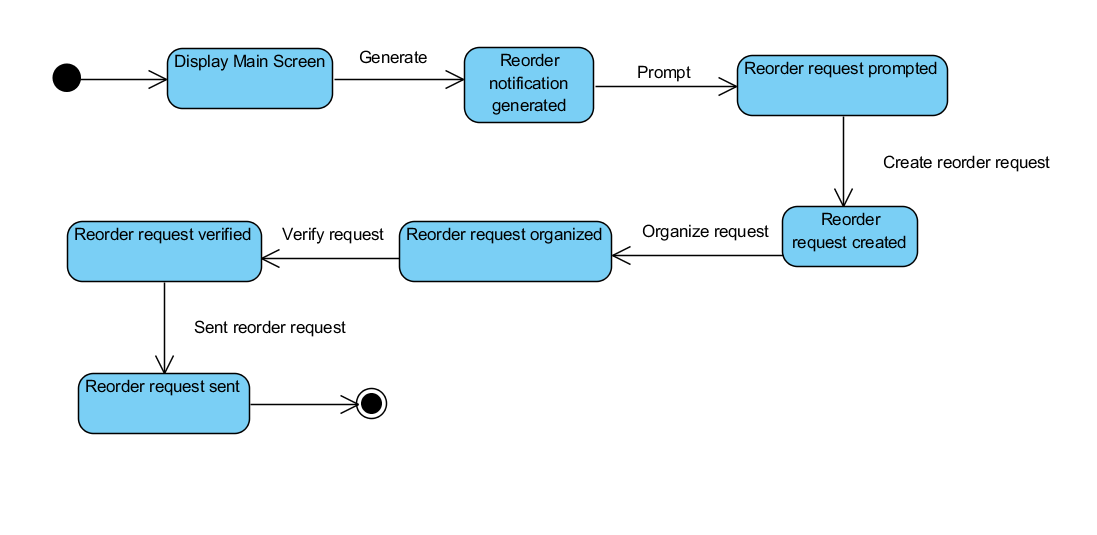 Display Main Screen
Generate
Reorder
notification
generated
Prompt
Reorder request prompted
Create reorder request
Reorder
request created
Organize request
Reorder request organized
Verify request
Reorder request verified
Sent reorder request
Reorder request sent